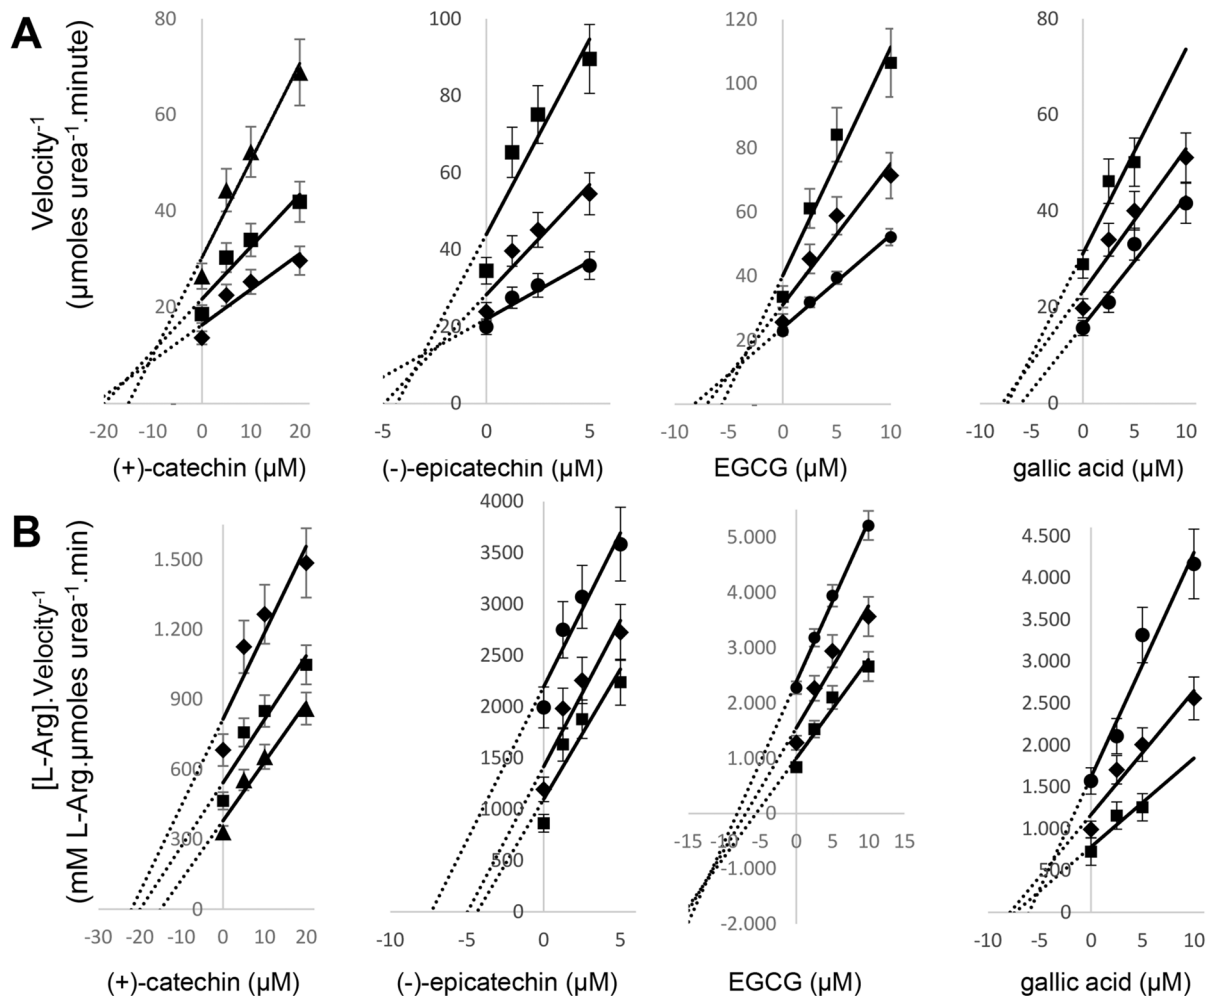 A
Velocity⁻¹
(µmoles urea⁻¹.minute)
80
60
40
20
-20 -10 0 10 20
(+)-catechin (µM)
100
80
60
40
20
0
-5 0 5
(-)-epicatechin (µM)
120
100
80
60
40
20
-10 -5 0 5 10
EGCG (µM)
80
60
40
20
0
-10 -5 0 5 10
gallic acid (µM)
B
[L-Arg].Velocity⁻¹
(mM L-Arg.µmoles urea⁻¹.min)
1.500
1.200
900
600
300
-30 -20 -10 0 10 20
(+)-catechin (µM)
4000
3500
3000
2500
2000
1500
1000
500
0
-10 -5 0 5
(-)-epicatechin (µM)
5.000
4.000
3.000
2.000
1.000
0
-15 -10 -5 0 5 10 15
-1.000
-2.000
EGCG (µM)
4.500
4.000
3.500
3.000
2.500
2.000
1.500
1.000
500
0
-10 -5 0 5 10
gallic acid (µM)